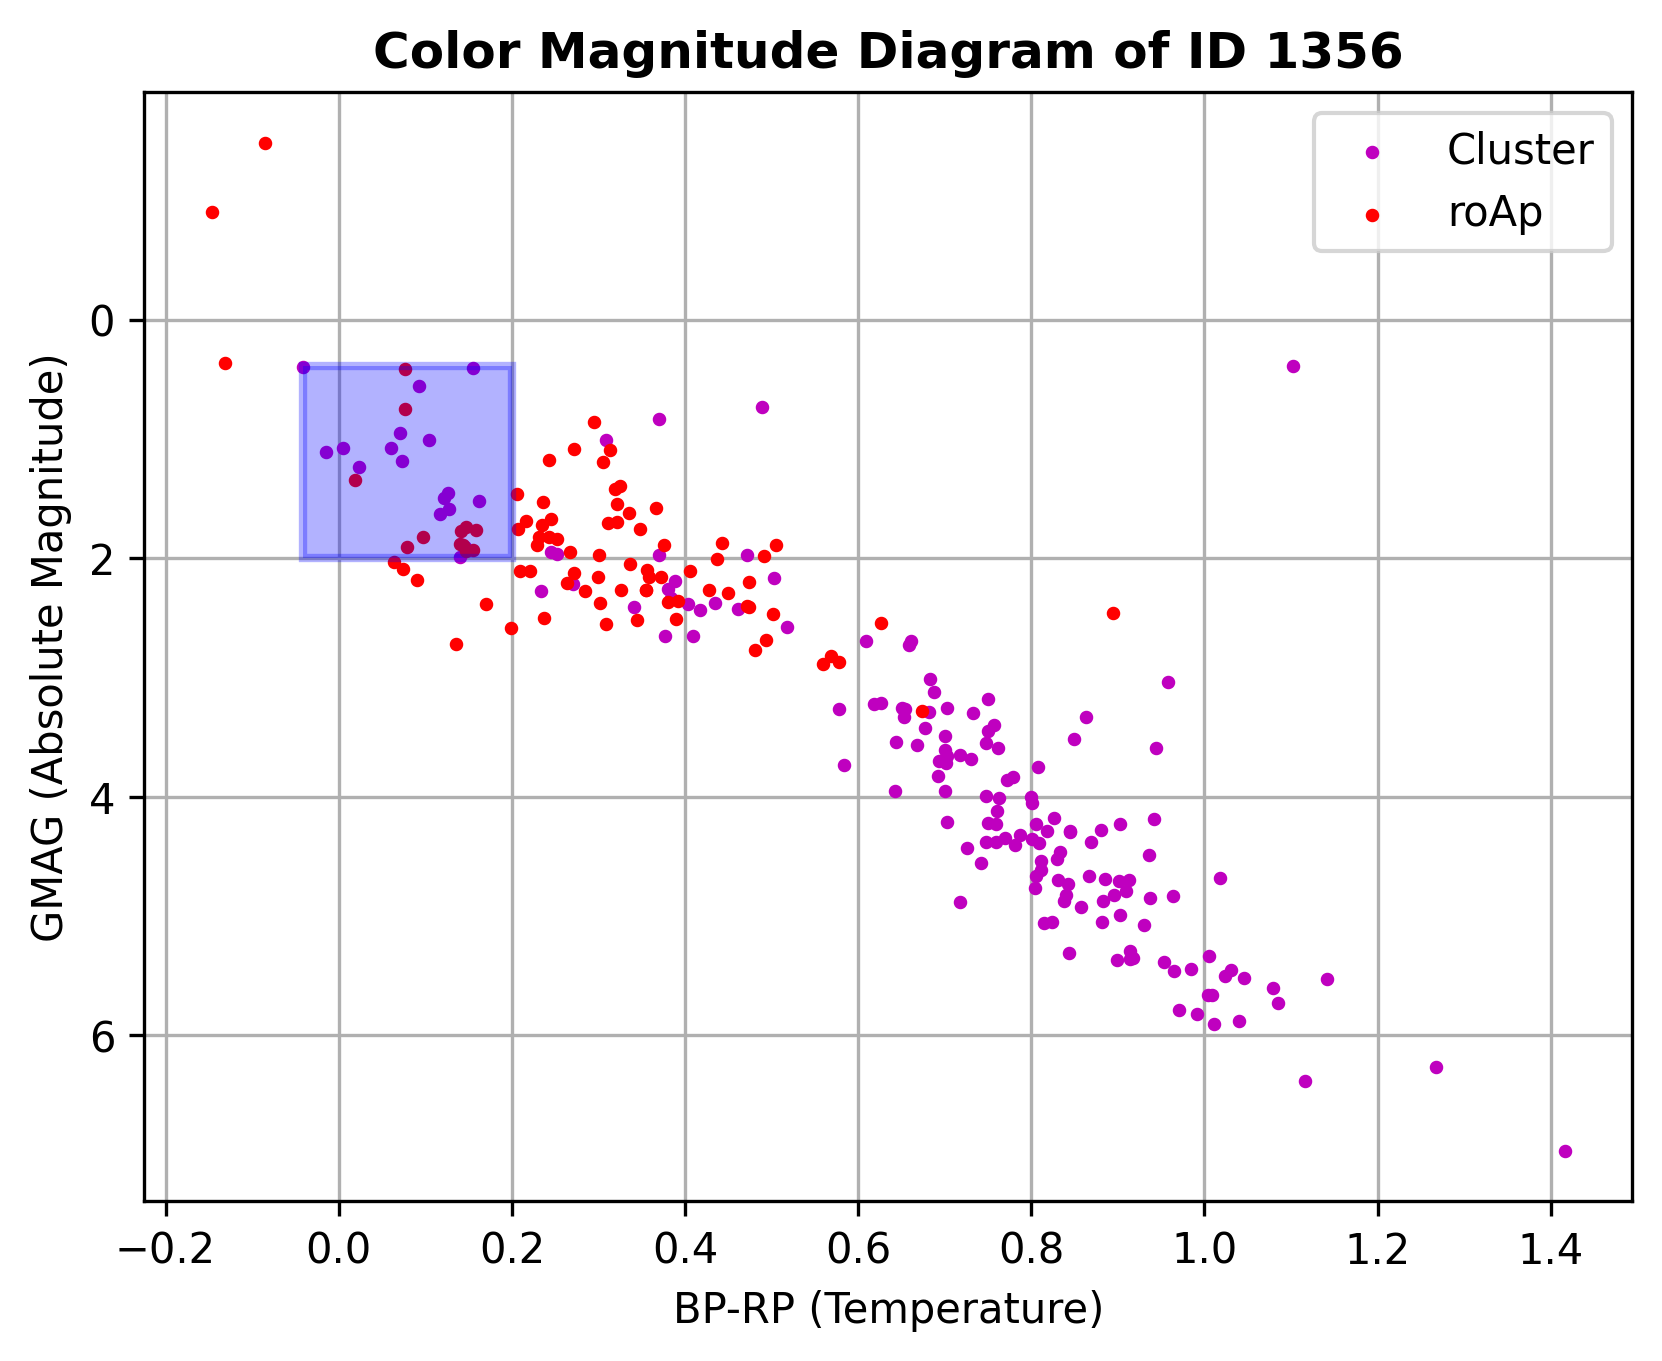 Color Magnitude Diagram of ID 1356
Cluster
roAp
GMAG (Absolute Magnitude)
0
2
4
6
−0.2 0.0 0.2 0.4 0.6 0.8 1.0 1.2 1.4
BP-RP (Temperature)